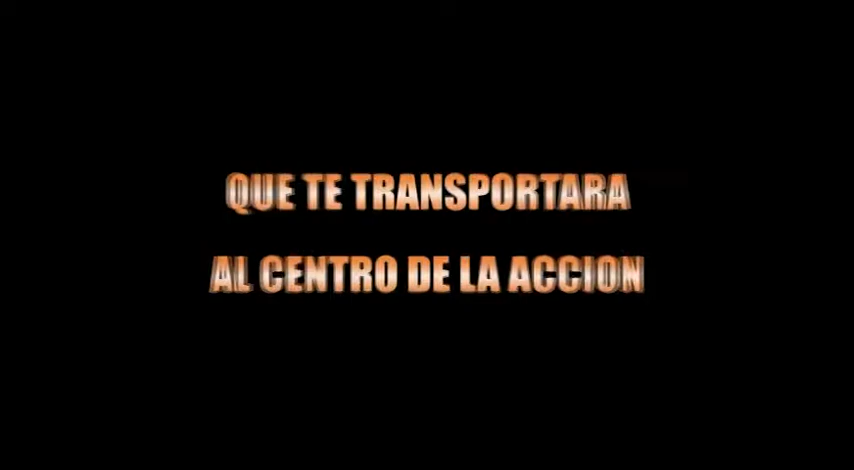 QUE TE TRANSPORTARA
AL CENTRO DE LA ACCION